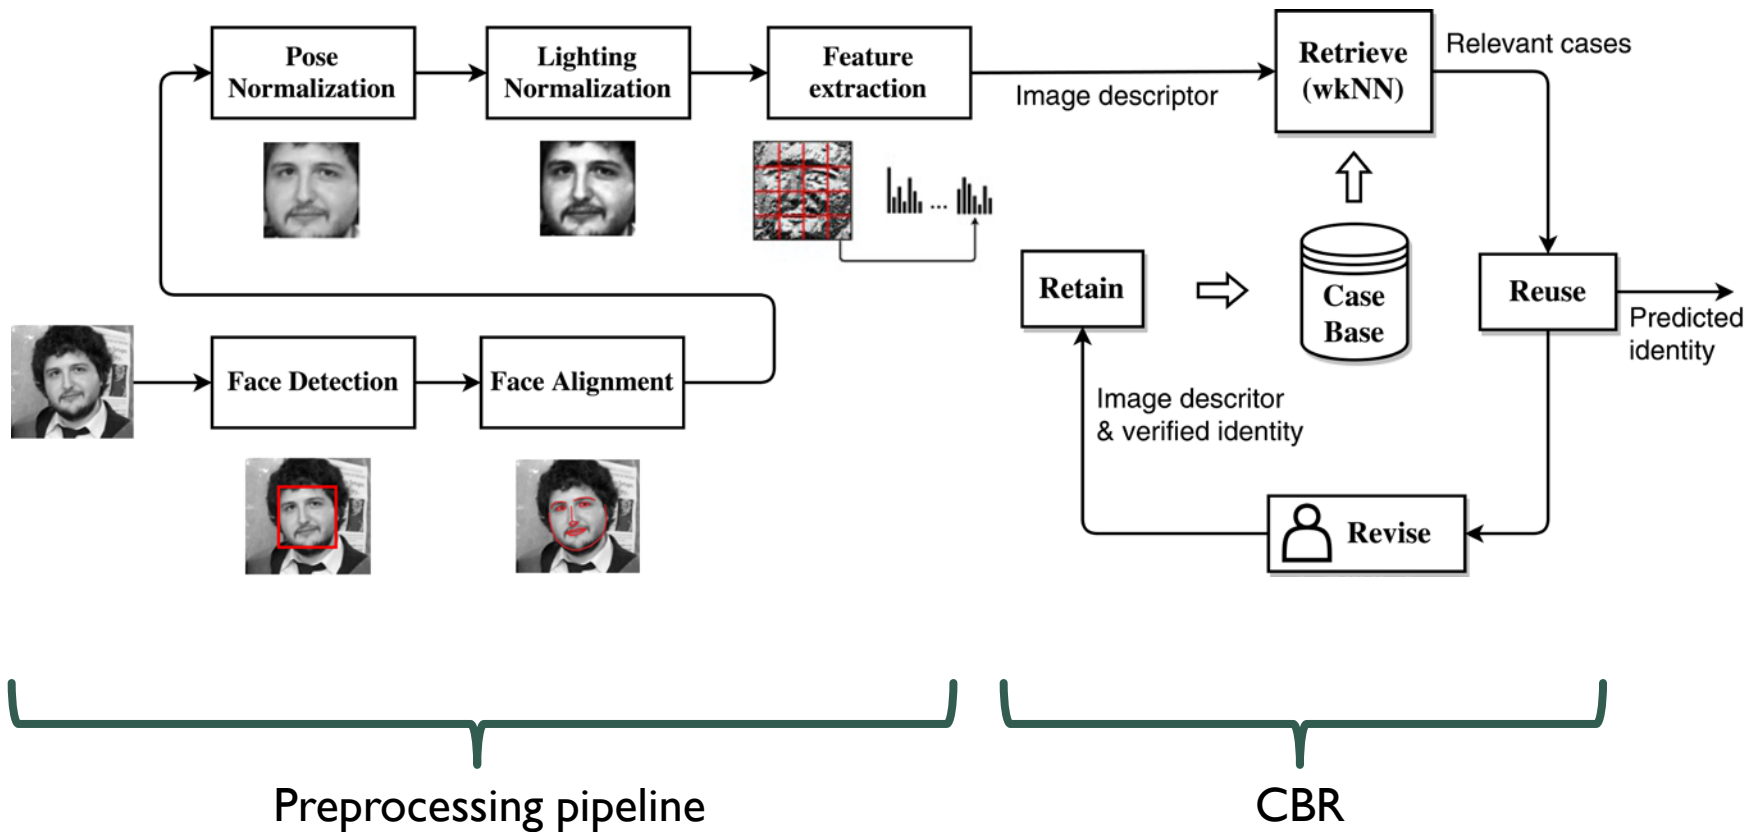 Pose
Normalization
Lighting
Normalization
Feature
extraction
Image descriptor
Retrieve
(wkNN)
Relevant cases
Face Detection
Face Alignment
Retain
Case
Base
Reuse
Predicted
identity
Image descritor
& verified identity
Revise
...
Preprocessing pipeline
CBR